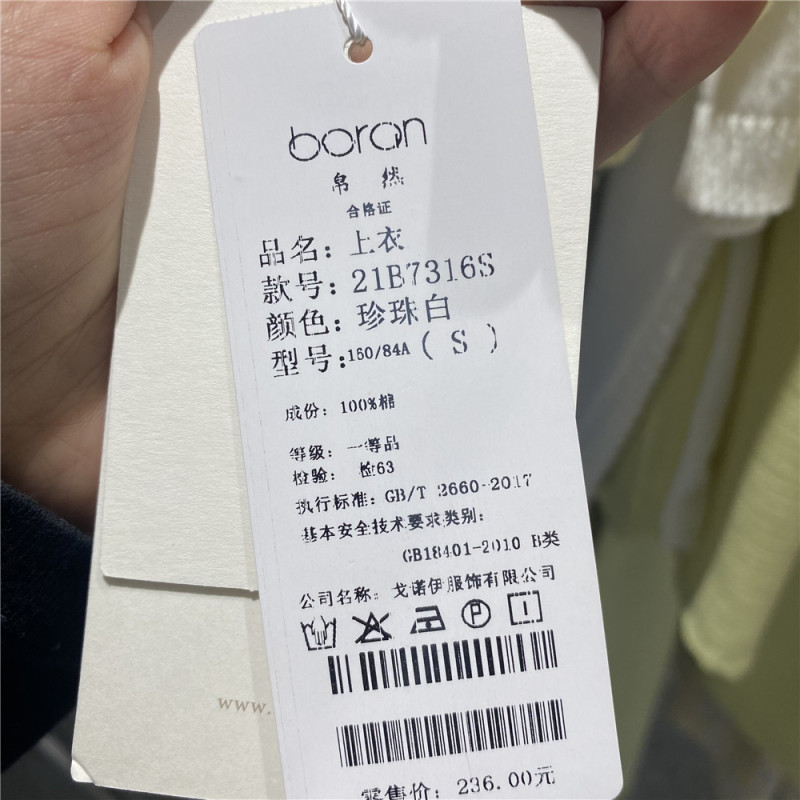 boran
帛 然
合格证
品名: 上衣
款号: 21B7316S
颜色: 珍珠白
型号:160/84A ( S )
成份: 100%棉
等级: 一等品
检验: 检63
执行标准: GB/T 2660-2017
基本安全技术要求类别:
GB18401-2010 B类
公司名称: 戈诺伊服饰有限公司
P
www.
零售价: 236.00元